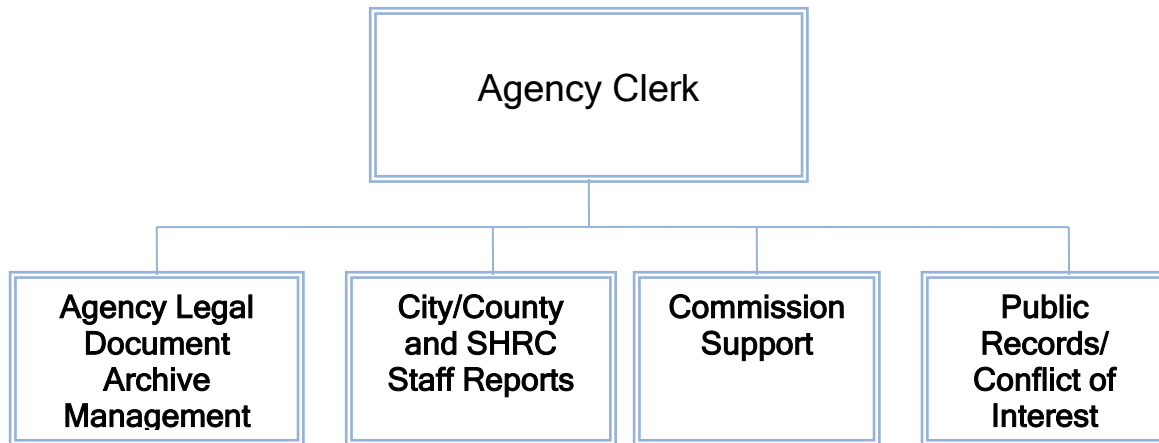 Agency Clerk
Agency Legal
Document
Archive
Management
City/County
and SHRC
Staff Reports
Commission
Support
Public
Records/
Conflict of
Interest